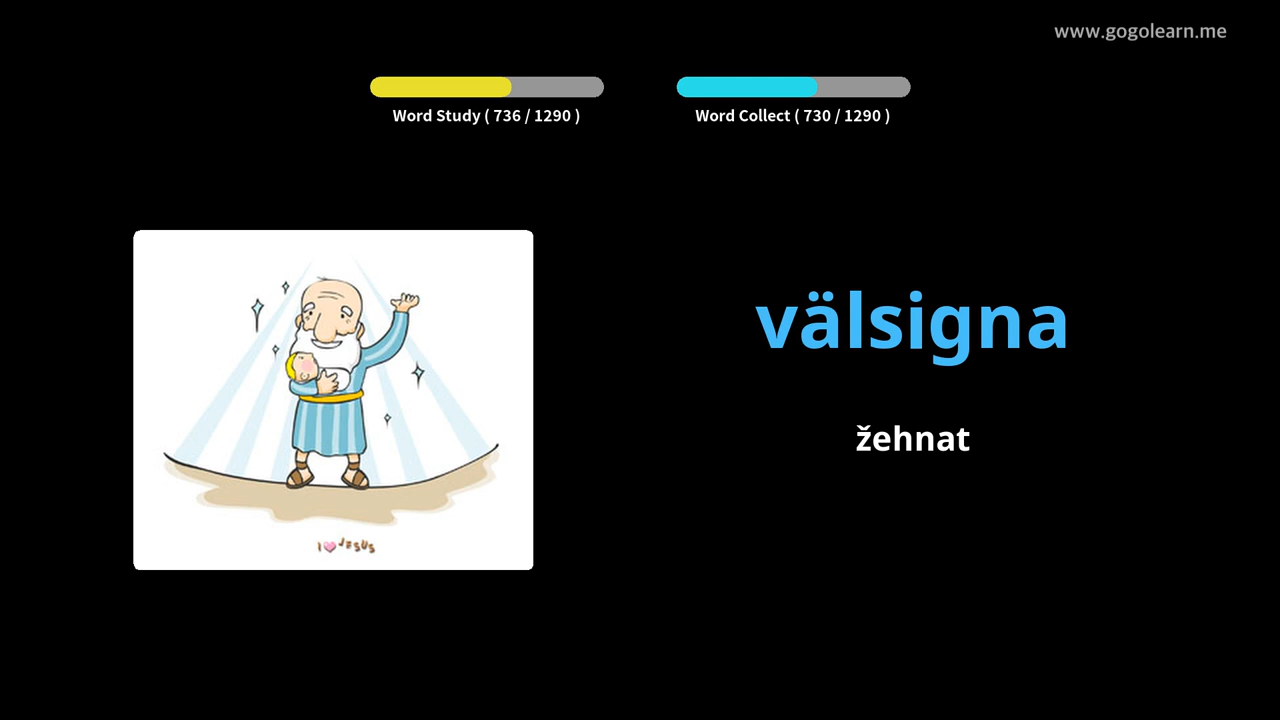 www.gogolearn.me
Word Study ( 736 / 1290 )
Word Collect ( 730 / 1290 )
välsigna
žehnat
I JESUS